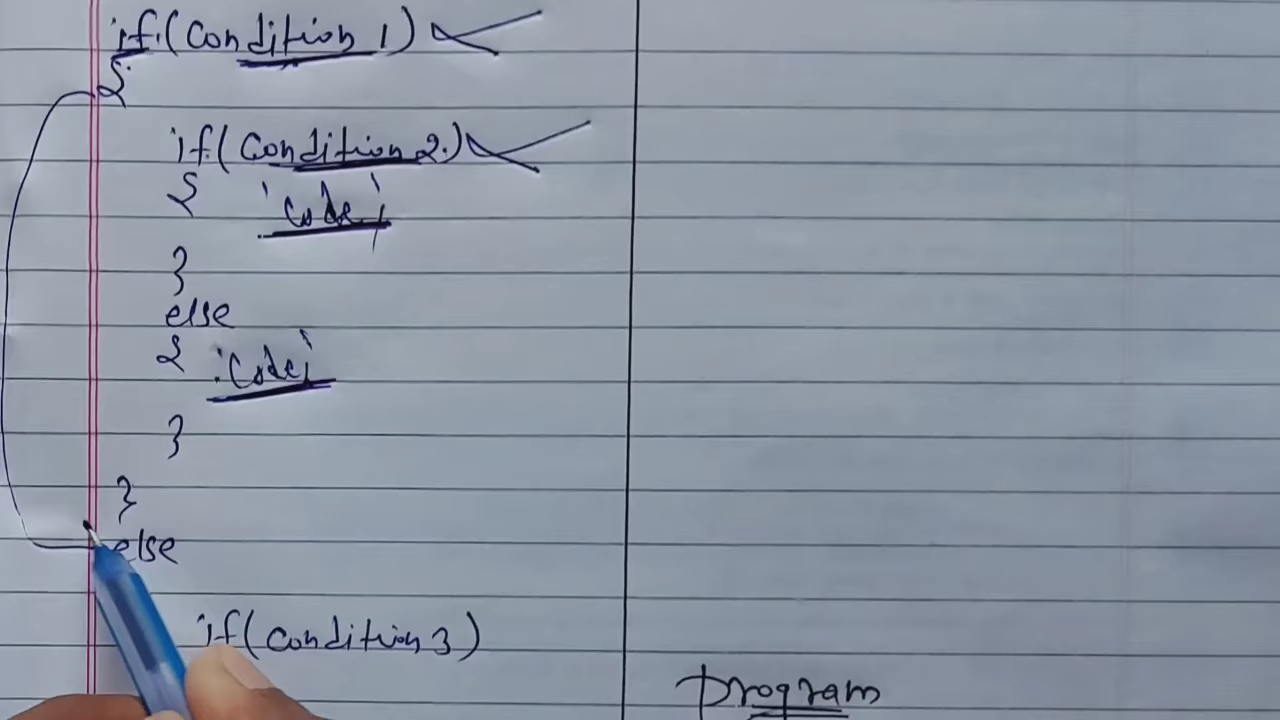 if(Condition 1)
{
if(Condition 2)
{ Code;
}
else
{ Code;
}
}
else
if(Condition 3)
Program